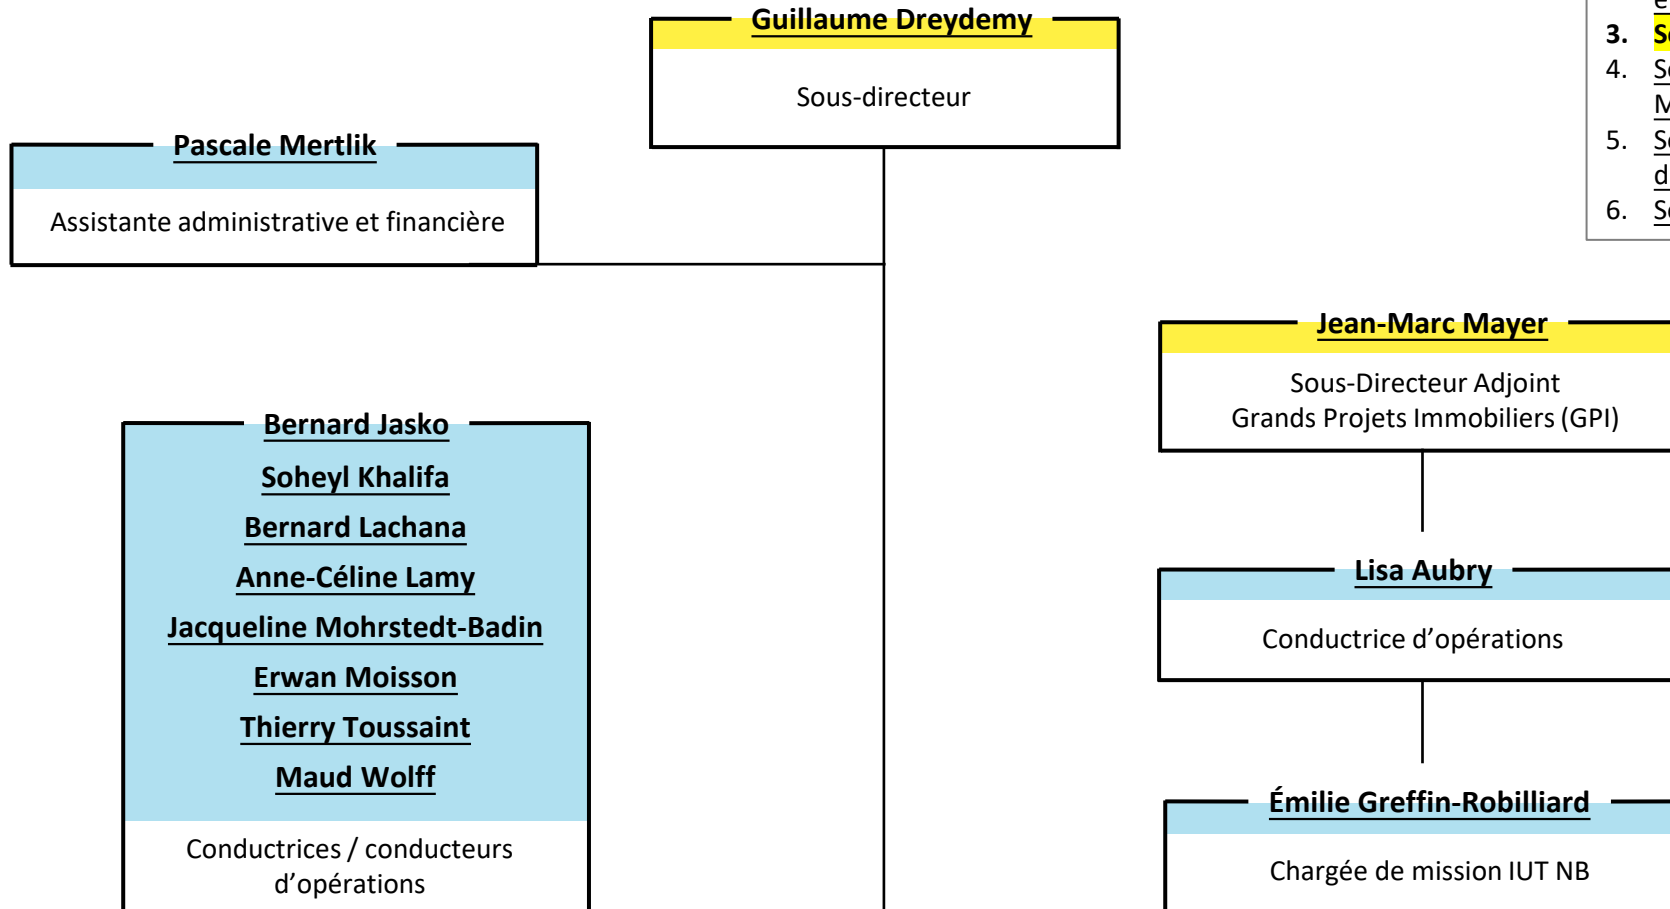 Guillaume Dreydemy
Sous-directeur
3.
4.
5.
6.
Pascale Mertlik
Assistante administrative et financière
Jean-Marc Mayer
Sous-Directeur Adjoint
Grands Projets Immobiliers (GPI)
Bernard Jasko
Soheyl Khalifa
Bernard Lachana
Anne-Céline Lamy
Jacqueline Mohrstedt-Badin
Erwan Moisson
Thierry Toussaint
Maud Wolff
Conductrices / conducteurs
d’opérations
Lisa Aubry
Conductrice d’opérations
Émilie Greffin-Robilliard
Chargée de mission IUT NB